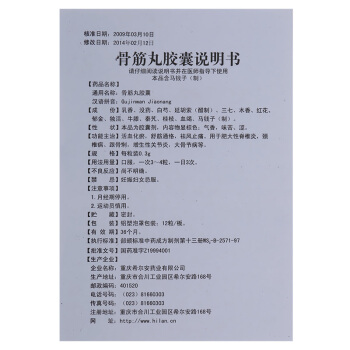 核准日期：2009年03月10日
修改日期：2014年02月12日
骨筋丸胶囊说明书
请仔细阅读说明书并在医师指导下使用
本品含马钱子（制）
【药品名称】
通用名称：骨筋丸胶囊
汉语拼音：Gujinwan Jiaonang
【成　　份】乳香、没药、白芍、延胡索（醋制）、三七、木香、红花、
郁金、独活、牛膝、秦艽、桂枝、血竭、马钱子（制）。
【性　　状】本品为胶囊剂，内容物显棕色；气香，味苦、涩。
【功能主治】活血化瘀，舒筋通络，祛风止痛。用于肥大性脊椎炎、颈
椎病、跟骨刺、增生性关节炎、大骨节病等。
【规　　格】每粒装0.3g
【用法用量】口服，一次3～4粒，一日3次。
【不良反应】尚不明确。
【禁　　忌】妊娠妇女忌服。
【注意事项】
1.月经期停用。
2.运动员慎用。
【贮　　藏】密封。
【包　　装】铝塑泡罩包装：12粒/板。
【有 效 期】36个月。
【执行标准】部颁标准中药成方制剂第十三册WS₃-B-2571-97
【批准文号】国药准字Z19994001
【生产企业】
企业名称：重庆希尔安药业有限公司
生产地址：重庆市合川工业园区希尔安路168号
邮政编码：401520
电话号码：（023）61880303
传真号码：（023）61880303
注册地址：重庆市合川工业园区希尔安路168号
网　　址：http://www.hilan.cn